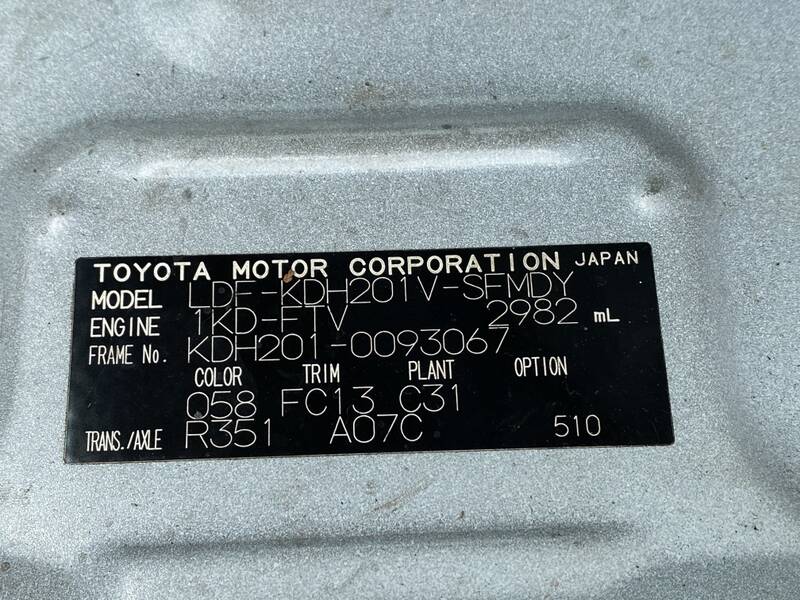 TOYOTA MOTOR CORPORATION JAPAN
MODEL LDF-KDH201V-SFMDY
ENGINE 1KD-FTV 2982 mL
FRAME No. KDH201-0093067
COLOR TRIM PLANT OPTION
058 FC13 C31
TRANS./AXLE R351 A07C 510